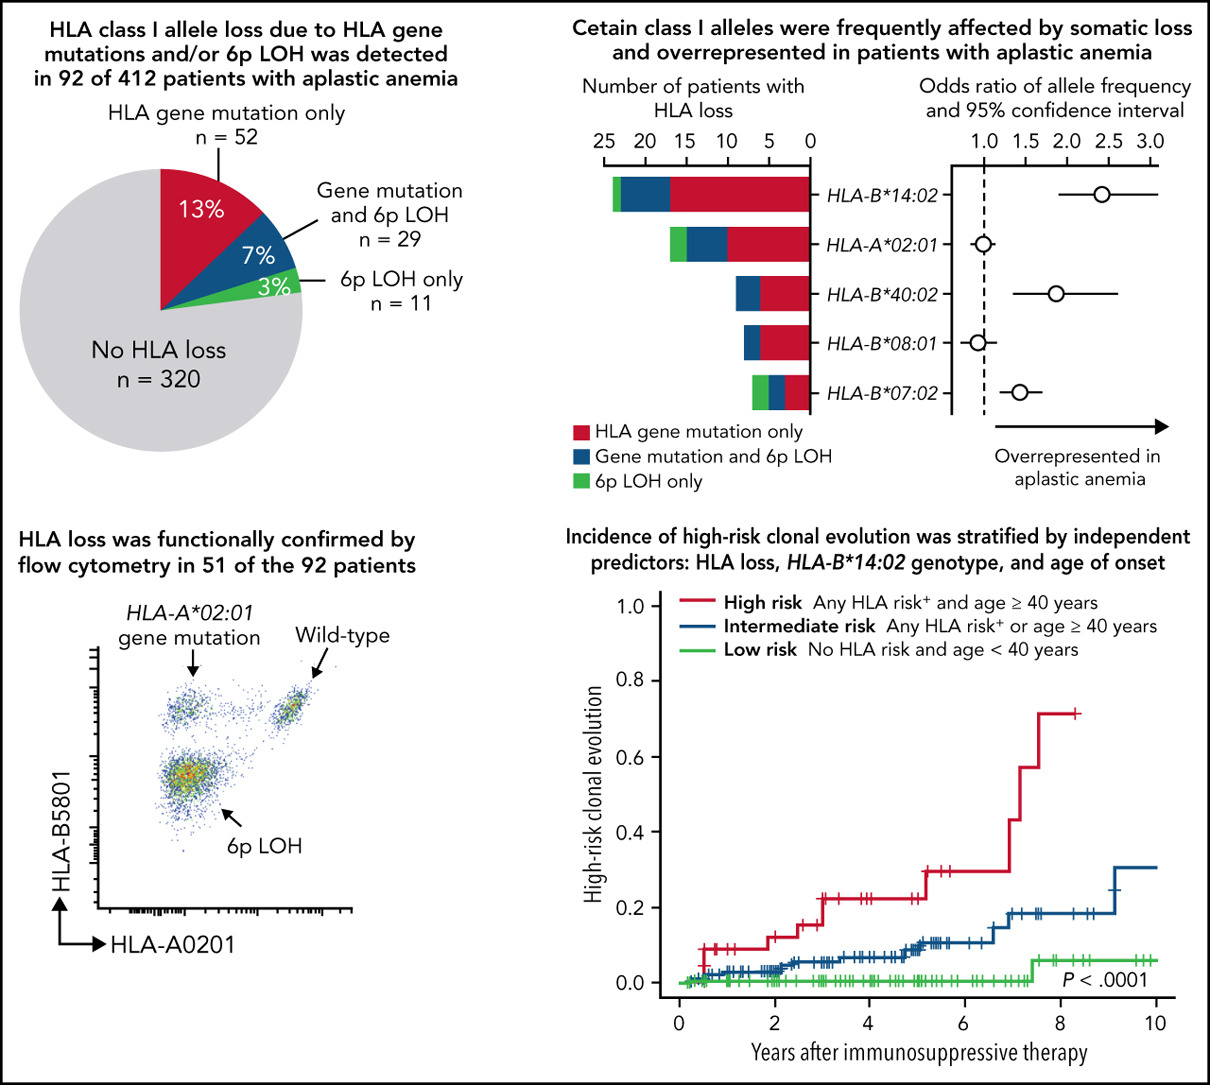 HLA class I allele loss due to HLA gene
mutations and/or 6p LOH was detected
in 92 of 412 patients with aplastic anemia
HLA gene mutation only
n = 52
Gene mutation
and 6p LOH
n = 29
6p LOH only
n = 11
13%
7%
3%
No HLA loss
n = 320
Cetain class I alleles were frequently affected by somatic loss
and overrepresented in patients with aplastic anemia
Number of patients with
HLA loss
25 20 15 10 5 0
Odds ratio of allele frequency
and 95% confidence interval
1.0 1.5 2.0 2.5 3.0
HLA-B*14:02
HLA-A*02:01
HLA-B*40:02
HLA-B*08:01
HLA-B*07:02
HLA gene mutation only
Gene mutation and 6p LOH
6p LOH only
Overrepresented in
aplastic anemia
HLA loss was functionally confirmed by
flow cytometry in 51 of the 92 patients
HLA-A*02:01
gene mutation
Wild-type
6p LOH
HLA-B5801
HLA-A0201
Incidence of high-risk clonal evolution was stratified by independent
predictors: HLA loss, HLA-B*14:02 genotype, and age of onset
High risk Any HLA risk+ and age ≥ 40 years
Intermediate risk Any HLA risk+ or age ≥ 40 years
Low risk No HLA risk and age < 40 years
High-risk clonal evolution
1.0
0.8
0.6
0.4
0.2
0.0
P < .0001
0 2 4 6 8 10
Years after immunosuppressive therapy